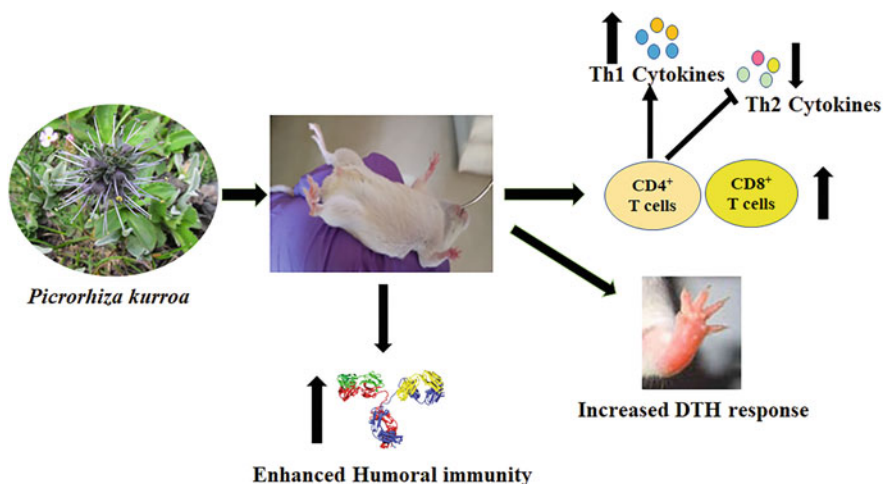 Th1 Cytokines
Th2 Cytokines
CD4⁺
T cells
CD8⁺
T cells
Picrorhiza kurroa
Increased DTH response
Enhanced Humoral immunity